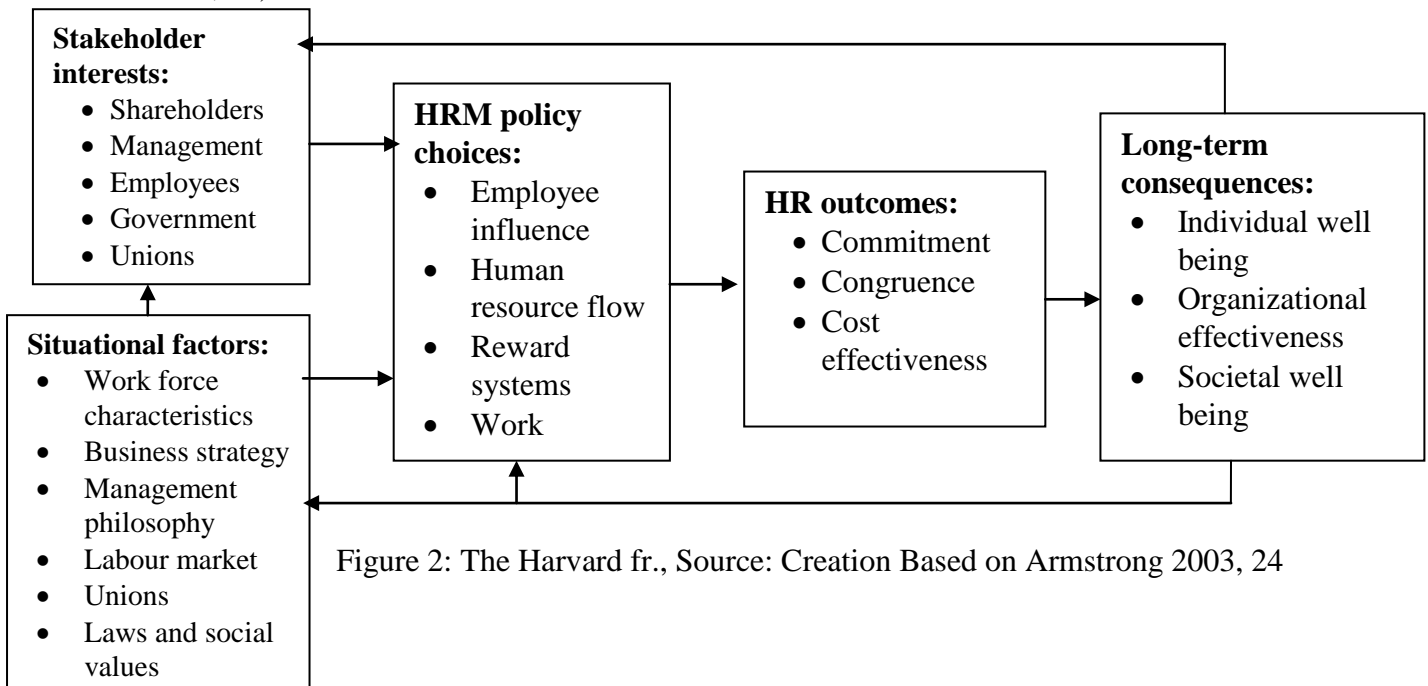 Stakeholder
interests:
• Shareholders
• Management
• Employees
• Government
• Unions
Situational factors:
• Work force
characteristics
• Business strategy
• Management
philosophy
• Labour market
• Unions
• Laws and social
values
HRM policy
choices:
• Employee
influence
• Human
resource flow
• Reward
systems
• Work
HR outcomes:
• Commitment
• Congruence
• Cost
effectiveness
Long-term
consequences:
• Individual well
being
• Organizational
effectiveness
• Societal well
being
Figure 2: The Harvard fr., Source: Creation Based on Armstrong 2003, 24